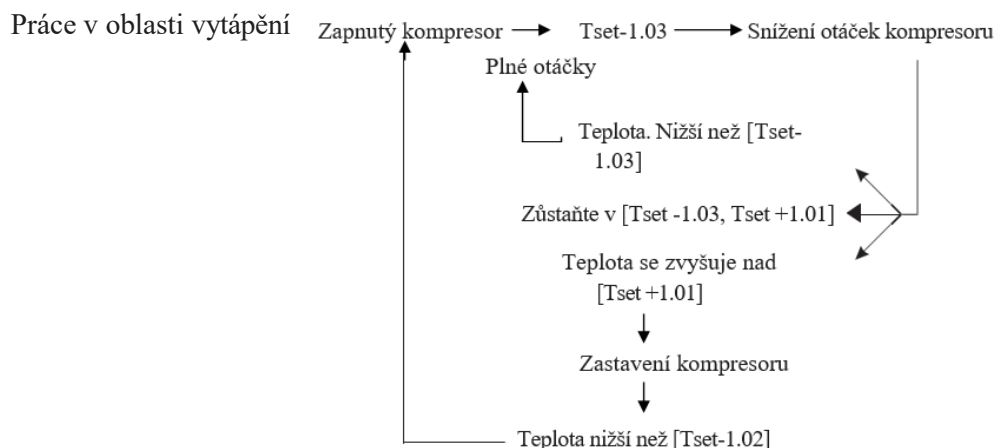 Práce v oblasti vytápění
Zapnutý kompresor
Tset-1.03
Snížení otáček kompresoru
Plné otáčky
Teplota. Nižší než [Tset-
1.03]
Zůstaňte v [Tset -1.03, Tset +1.01]
Teplota se zvyšuje nad
[Tset +1.01]
Zastavení kompresoru
Teplota nižší než [Tset-1.02]